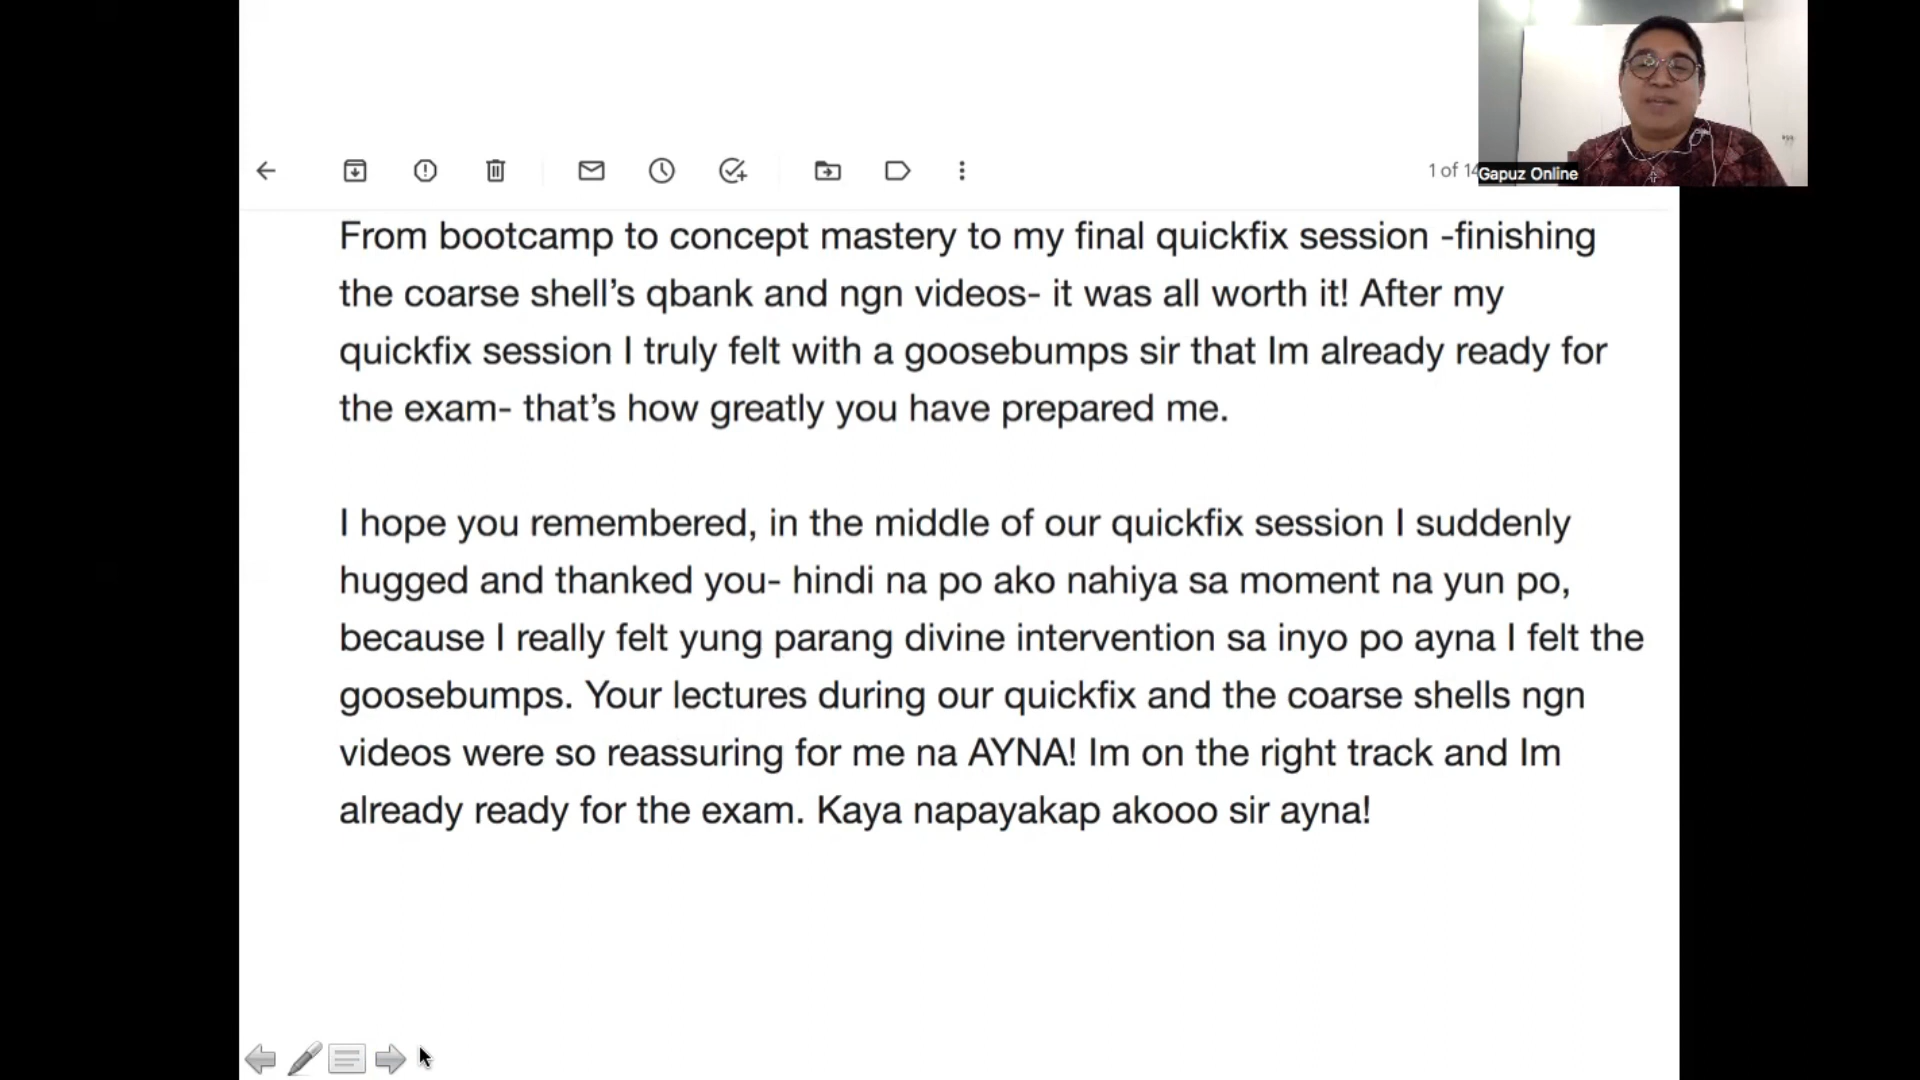 1 of 14
Gapuz Online
From bootcamp to concept mastery to my final quickfix session -finishing
the coarse shell’s qbank and ngn videos- it was all worth it! After my
quickfix session I truly felt with a goosebumps sir that Im already ready for
the exam- that’s how greatly you have prepared me.
I hope you remembered, in the middle of our quickfix session I suddenly
hugged and thanked you- hindi na po ako nahiya sa moment na yun po,
because I really felt yung parang divine intervention sa inyo po ayna I felt the
goosebumps. Your lectures during our quickfix and the coarse shells ngn
videos were so reassuring for me na AYNA! Im on the right track and Im
already ready for the exam. Kaya napayakap akooo sir ayna!